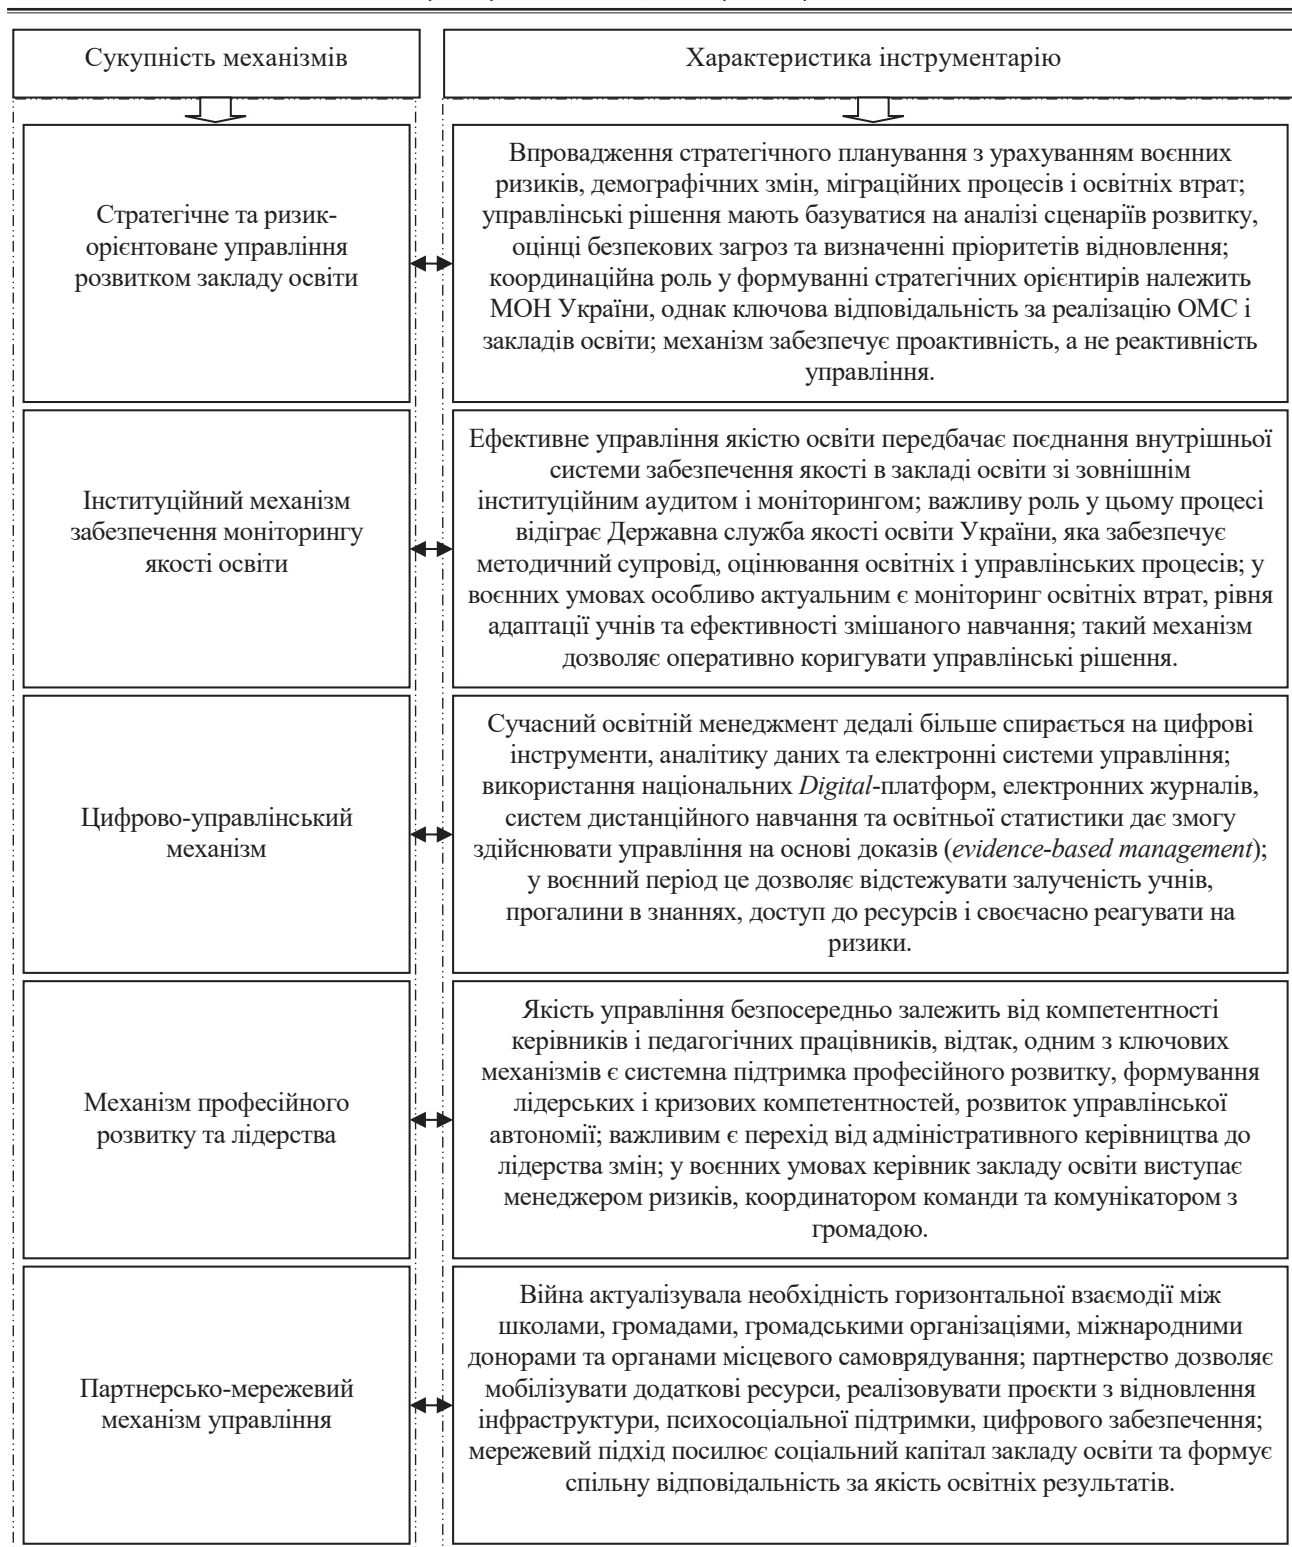 Сукупність механізмів
Характеристика інструментарію
Стратегічне та ризик-
орієнтоване управління
розвитком закладу освіти
Впровадження стратегічного планування з урахуванням воєнних
ризиків, демографічних змін, міграційних процесів і освітніх втрат;
управлінські рішення мають базуватися на аналізі сценаріїв розвитку,
оцінці безпекових загроз та визначенні пріоритетів відновлення;
координаційна роль у формуванні стратегічних орієнтирів належить
МОН України, однак ключова відповідальність за реалізацію ОМС і
закладів освіти; механізм забезпечує проактивність, а не реактивність
управління.
Інституційний механізм
забезпечення моніторингу
якості освіти
Ефективне управління якістю освіти передбачає поєднання внутрішньої
системи забезпечення якості в закладі освіти зі зовнішнім
інституційним аудитом і моніторингом; важливу роль у цьому процесі
відіграє Державна служба якості освіти України, яка забезпечує
методичний супровід, оцінювання освітніх і управлінських процесів; у
воєнних умовах особливо актуальним є моніторинг освітніх втрат, рівня
адаптації учнів та ефективності змішаного навчання; такий механізм
дозволяє оперативно коригувати управлінські рішення.
Цифрово-управлінський
механізм
Сучасний освітній менеджмент дедалі більше спирається на цифрові
інструменти, аналітику даних та електронні системи управління;
використання національних Digital-платформ, електронних журналів,
систем дистанційного навчання та освітньої статистики дає змогу
здійснювати управління на основі доказів (evidence-based management);
у воєнний період це дозволяє відстежувати залученість учнів,
прогалини в знаннях, доступ до ресурсів і своєчасно реагувати на
ризики.
Механізм професійного
розвитку та лідерства
Якість управління безпосередньо залежить від компетентності
керівників і педагогічних працівників, відтак, одним з ключових
механізмів є системна підтримка професійного розвитку, формування
лідерських і кризових компетентностей, розвиток управлінської
автономії; важливим є перехід від адміністративного керівництва до
лідерства змін; у воєнних умовах керівник закладу освіти виступає
менеджером ризиків, координатором команди та комунікатором з
громадою.
Партнерсько-мережевий
механізм управління
Війна актуалізувала необхідність горизонтальної взаємодії між
школами, громадами, громадськими організаціями, міжнародними
донорами та органами місцевого самоврядування; партнерство дозволяє
мобілізувати додаткові ресурси, реалізовувати проєкти з відновлення
інфраструктури, психосоціальної підтримки, цифрового забезпечення;
мережевий підхід посилює соціальний капітал закладу освіти та формує
спільну відповідальність за якість освітніх результатів.